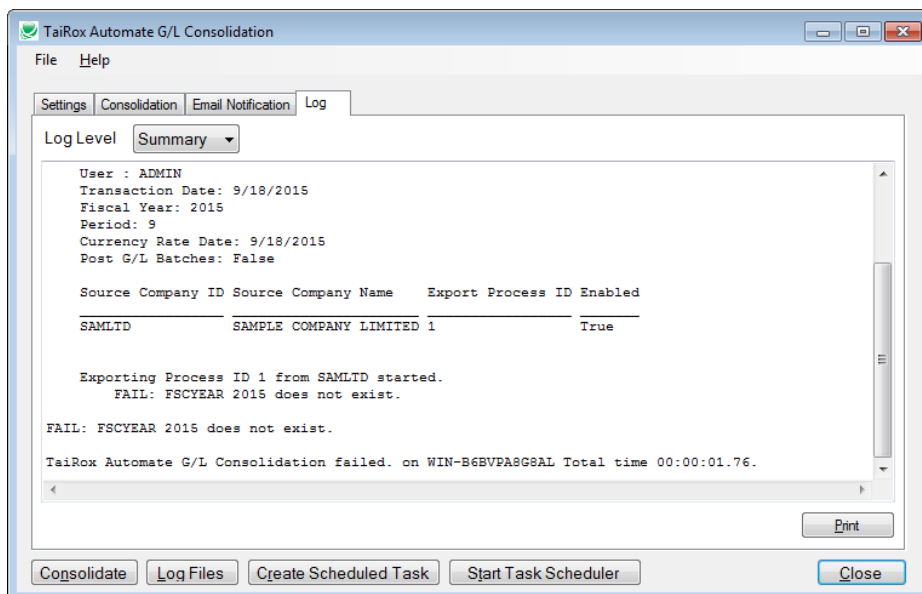 TaiRox Automate G/L Consolidation
File Help
Settings Consolidation Email Notification Log
Log Level Summary
User : ADMIN
Transaction Date: 9/18/2015
Fiscal Year: 2015
Period: 9
Currency Rate Date: 9/18/2015
Post G/L Batches: False
Source Company ID Source Company Name Export Process ID Enabled
SAMLTD SAMPLE COMPANY LIMITED 1 True
Exporting Process ID 1 from SAMLTD started.
FAIL: FSCYEAR 2015 does not exist.
FAIL: FSCYEAR 2015 does not exist.
TaiRox Automate G/L Consolidation failed. on WIN-B6BVPA8G8AL Total time 00:00:01.76.
Print
Consolidate Log Files Create Scheduled Task Start Task Scheduler Close